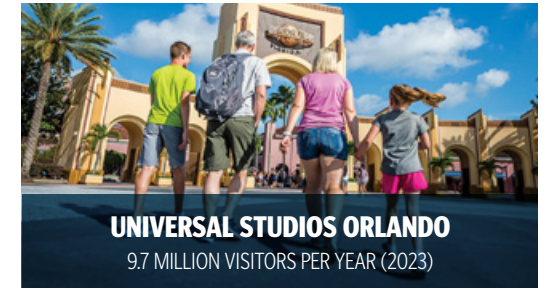 UNIVERSAL STUDIOS ORLANDO
9.7 MILLION VISITORS PER YEAR (2023)